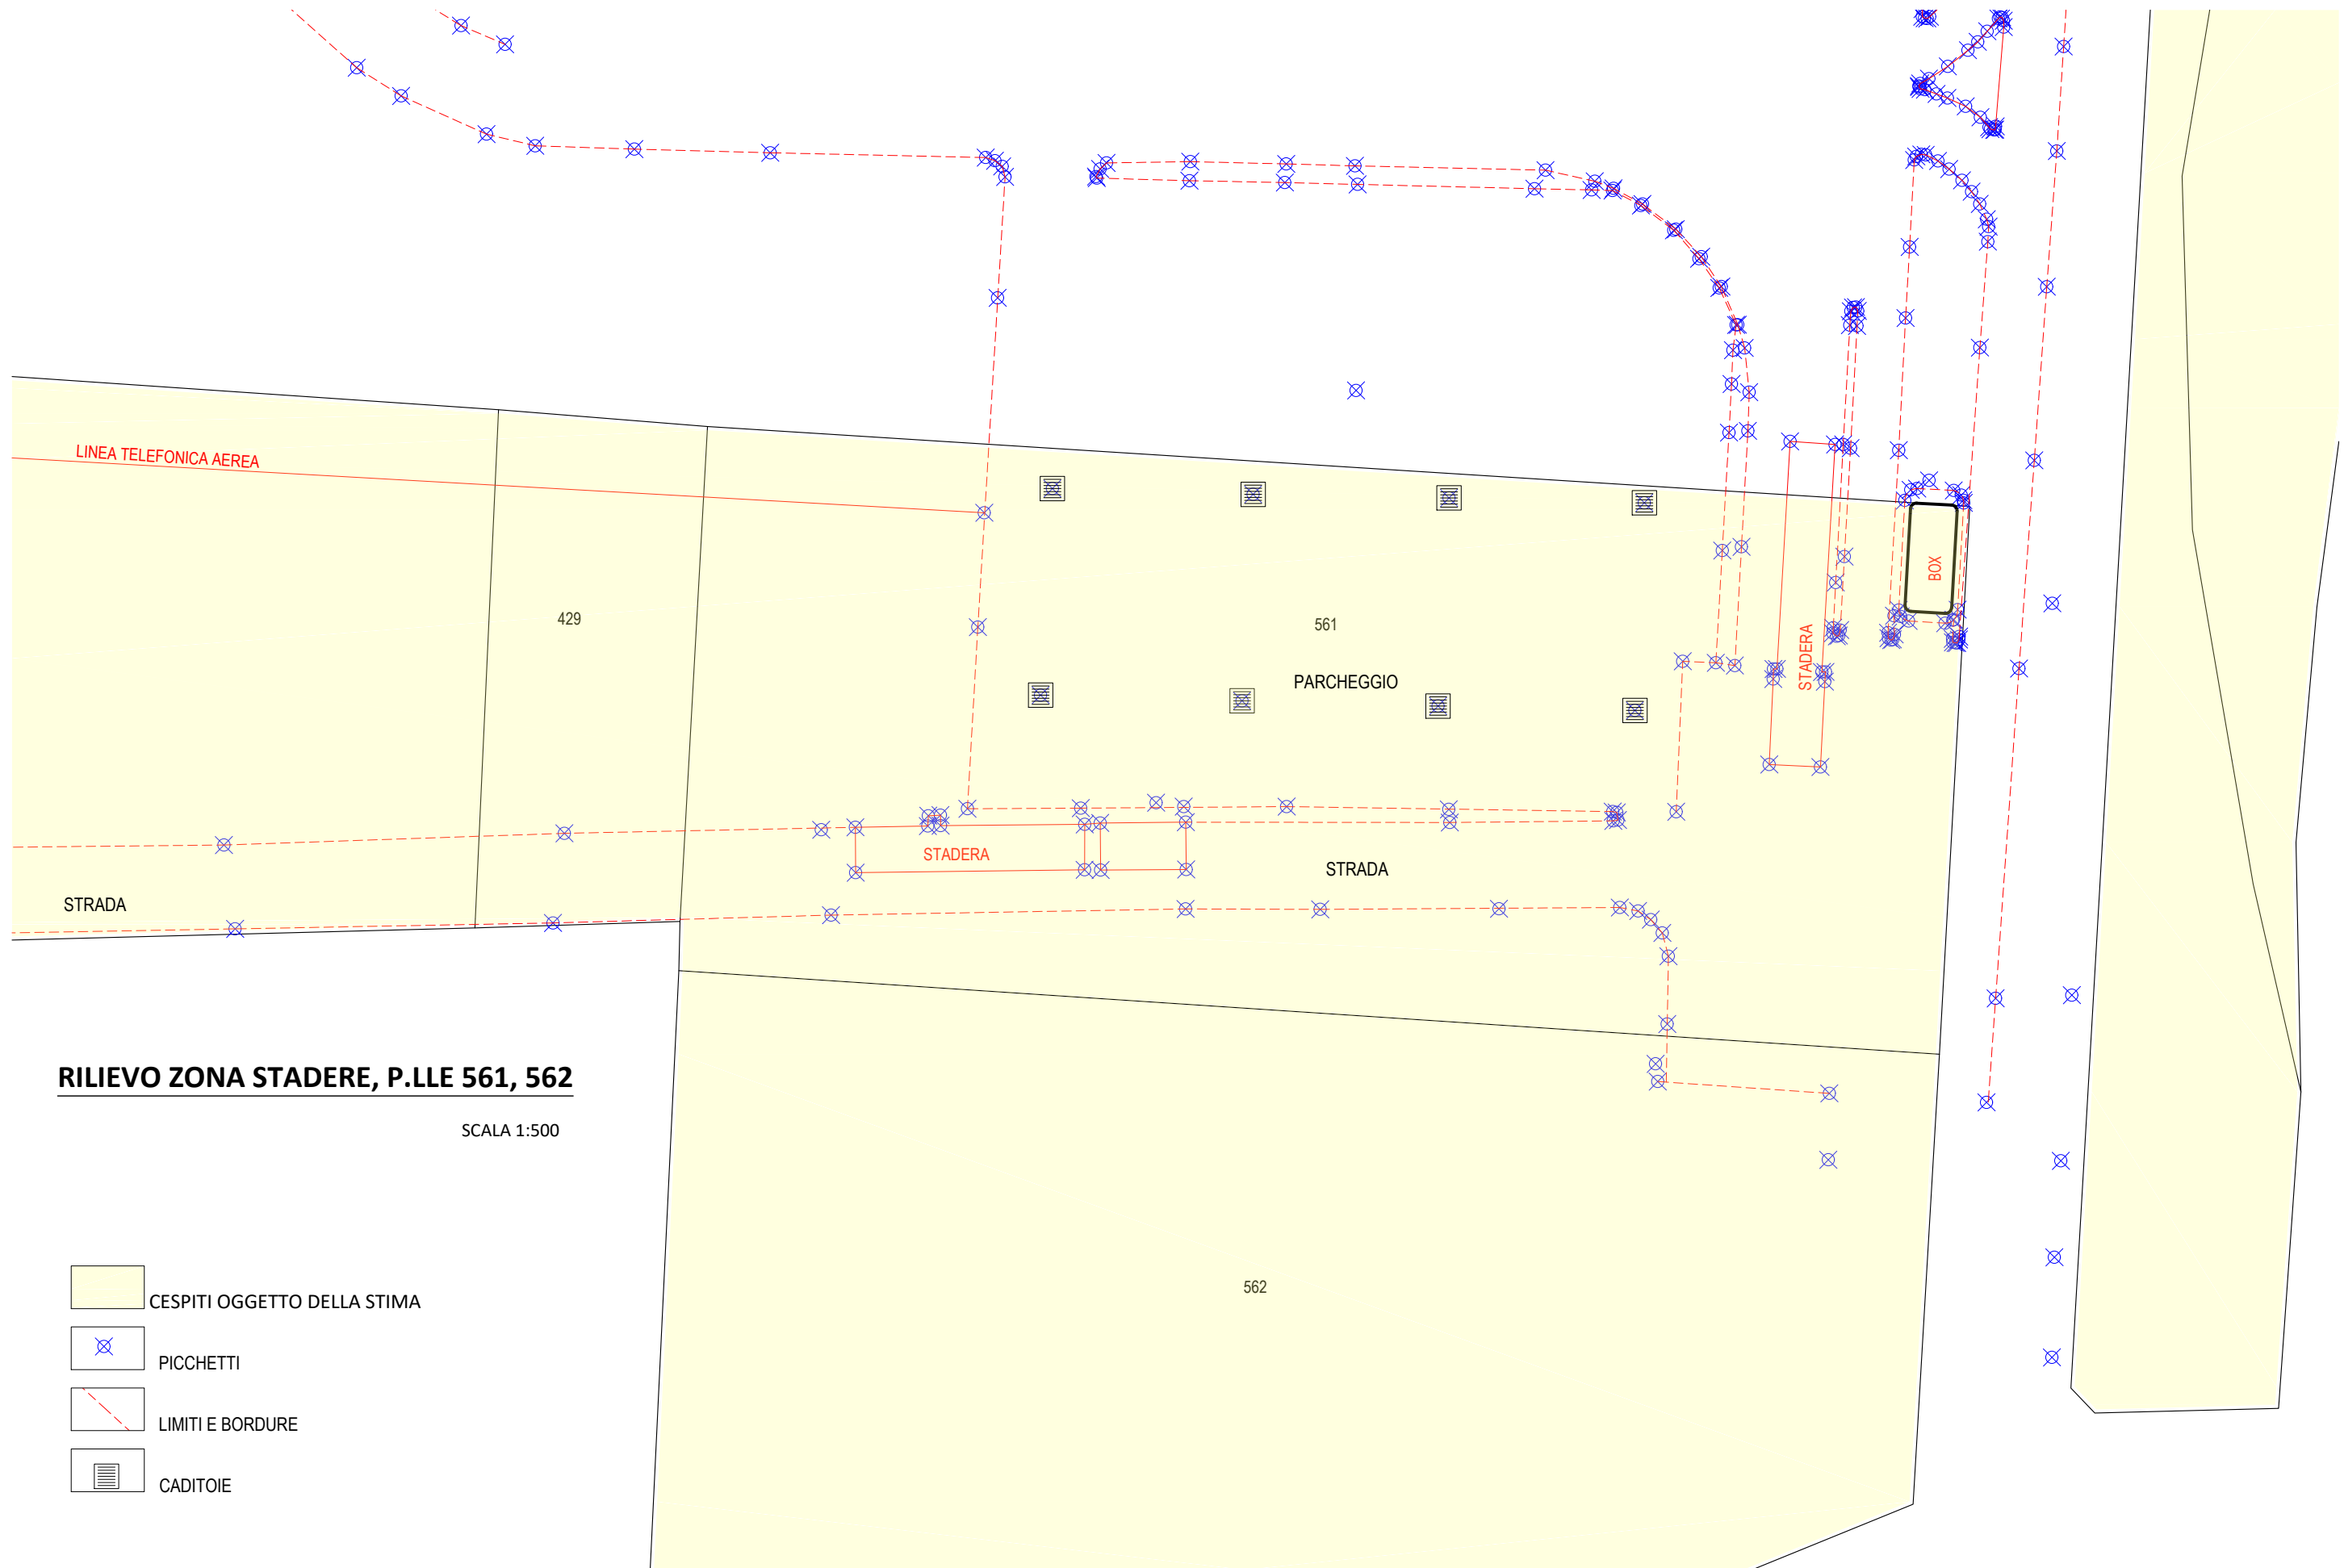 LINEA TELEFONICA AEREA
BOX
429
561
STADERA
PARCHEGGIO
STADERA
STRADA
STRADA
RILIEVO ZONA STADERE, P.LLE 561, 562
SCALA 1:500
562
CESPITI OGGETTO DELLA STIMA
PICCHETTI
LIMITI E BORDURE
CADITOIE